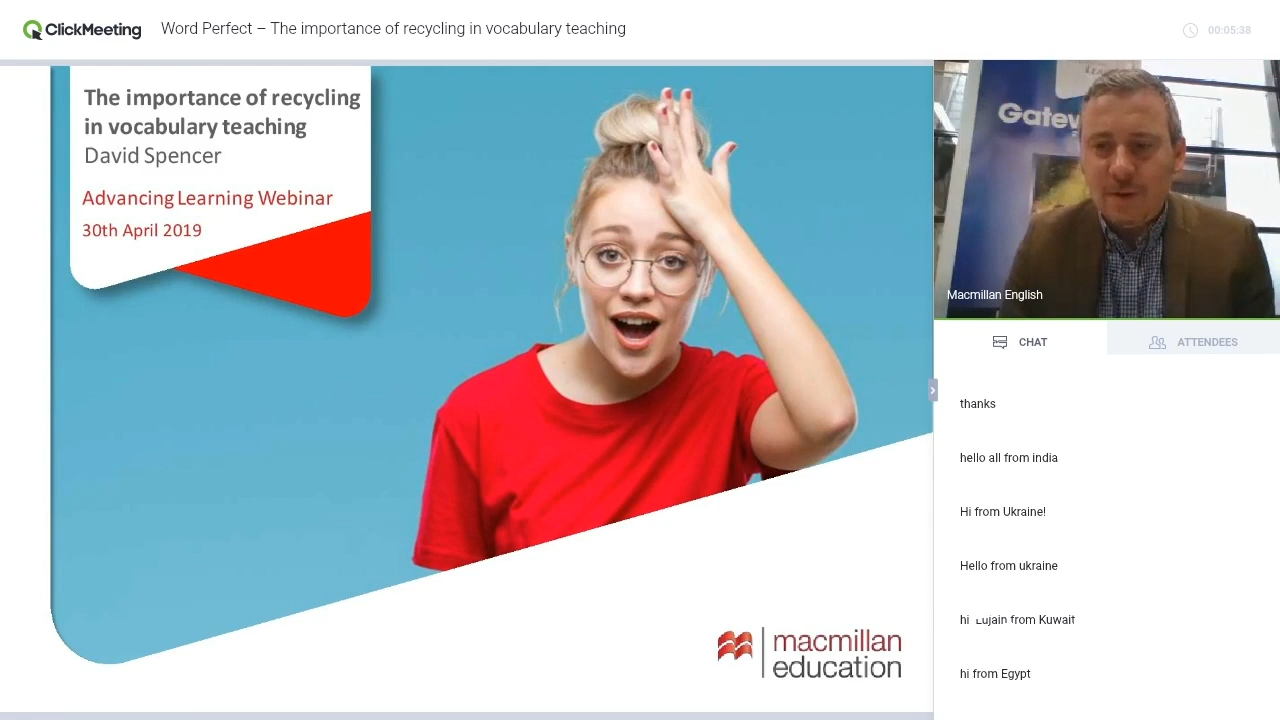 ClickMeeting
Word Perfect – The importance of recycling in vocabulary teaching
00:05:38
The importance of recycling
in vocabulary teaching
David Spencer
Advancing Learning Webinar
30th April 2019
macmillan
education
Macmillan English
CHAT
ATTENDEES
thanks
hello all from india
Hi from Ukraine!
Hello from ukraine
hi Lujain from Kuwait
hi from Egypt